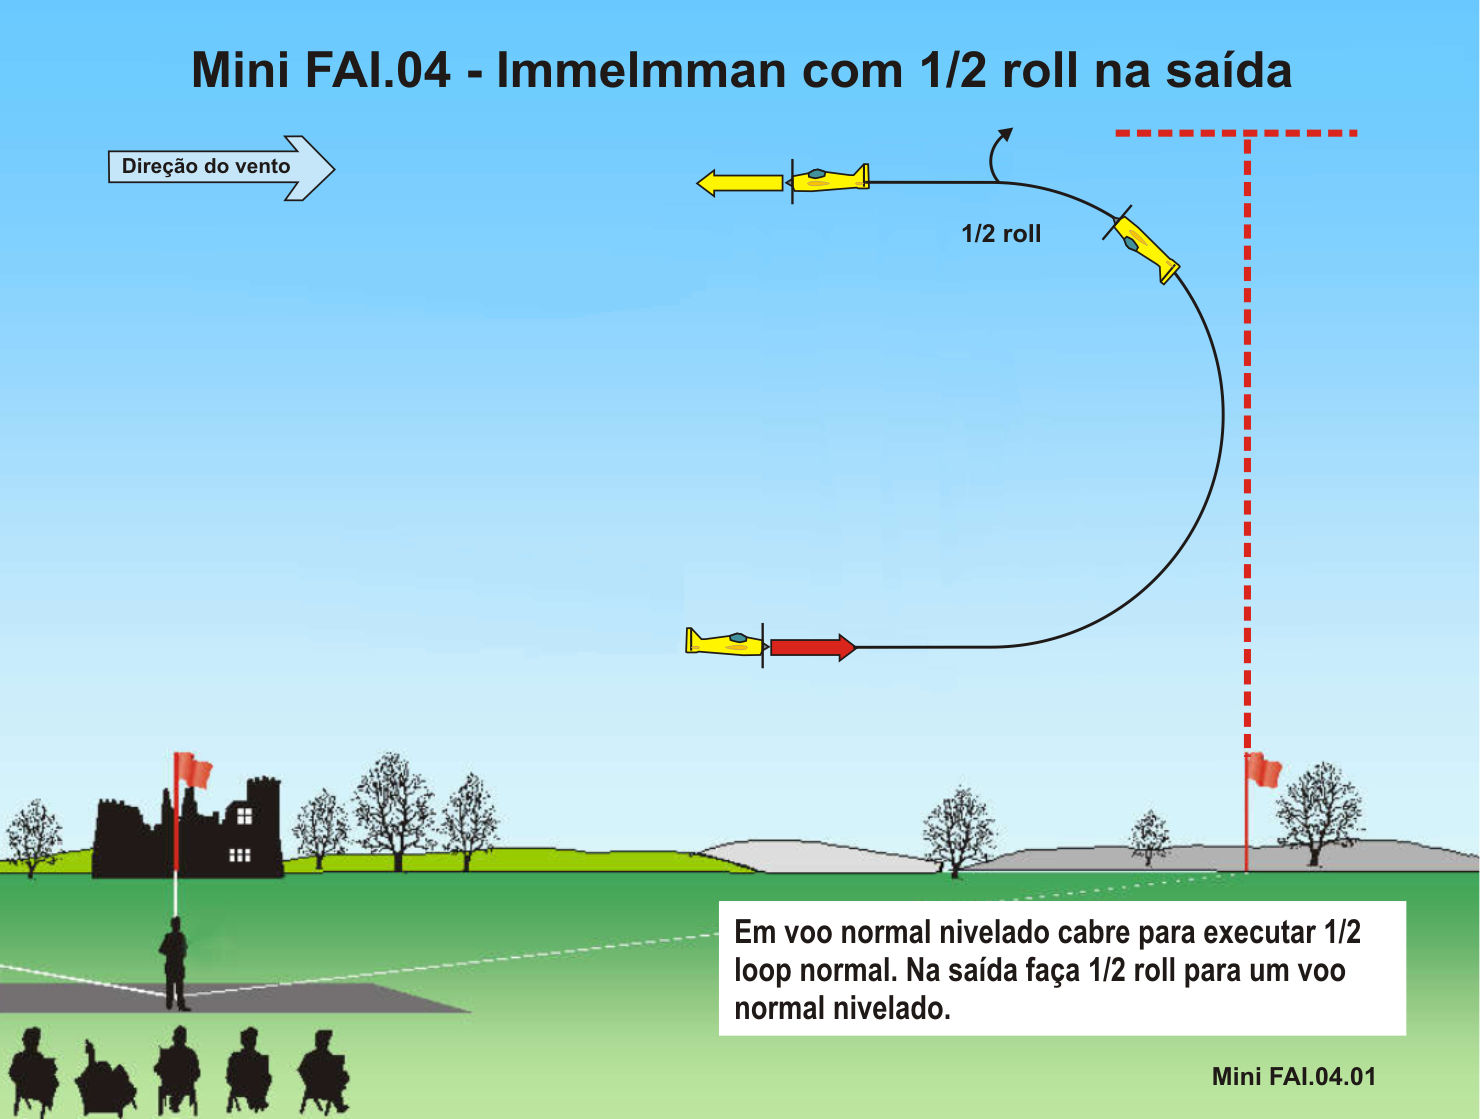 Mini FAI.04 - Immelmman com 1/2 roll na saída
Direção do vento
1/2 roll
Em voo normal nivelado cabre para executar 1/2
loop normal. Na saída faça 1/2 roll para um voo
normal nivelado.
Mini FAI.04.01